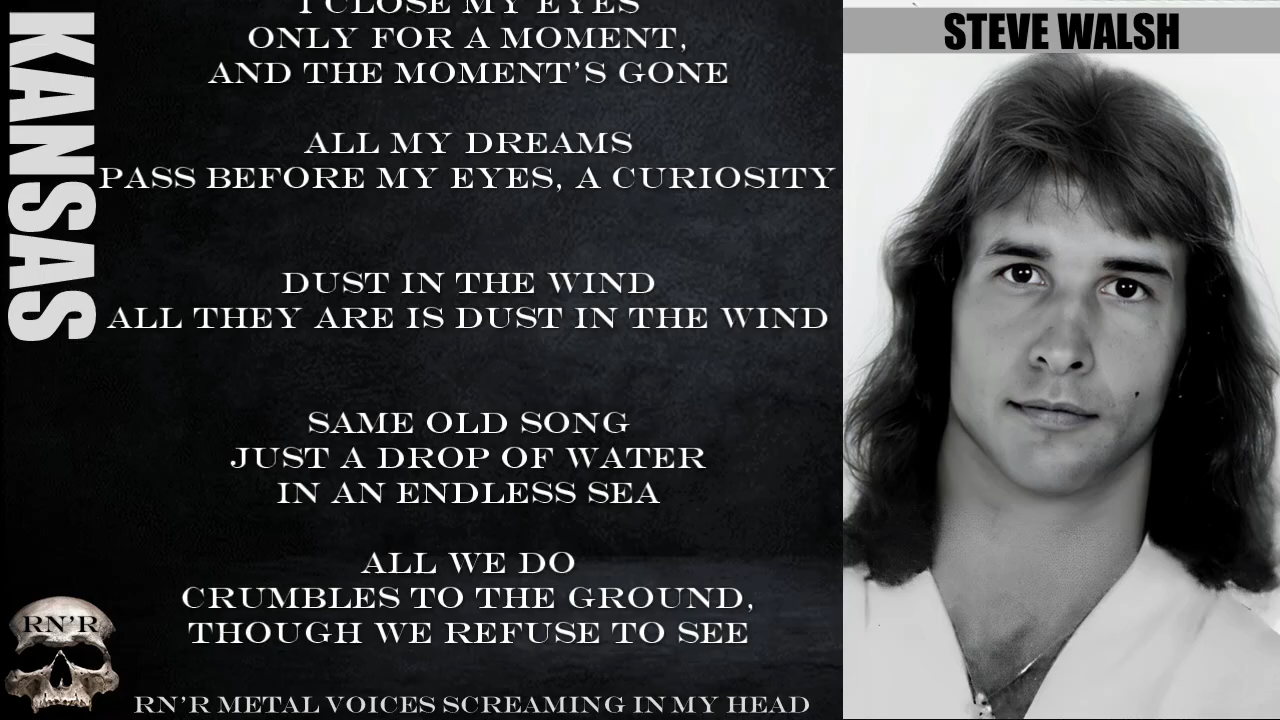 KANSAS
I CLOSE MY EYES
ONLY FOR A MOMENT,
AND THE MOMENT'S GONE
ALL MY DREAMS
PASS BEFORE MY EYES, A CURIOSITY
DUST IN THE WIND
ALL THEY ARE IS DUST IN THE WIND
SAME OLD SONG
JUST A DROP OF WATER
IN AN ENDLESS SEA
ALL WE DO
CRUMBLES TO THE GROUND,
THOUGH WE REFUSE TO SEE
RN'R
RN'R METAL VOICES SCREAMING IN MY HEAD
STEVE WALSH